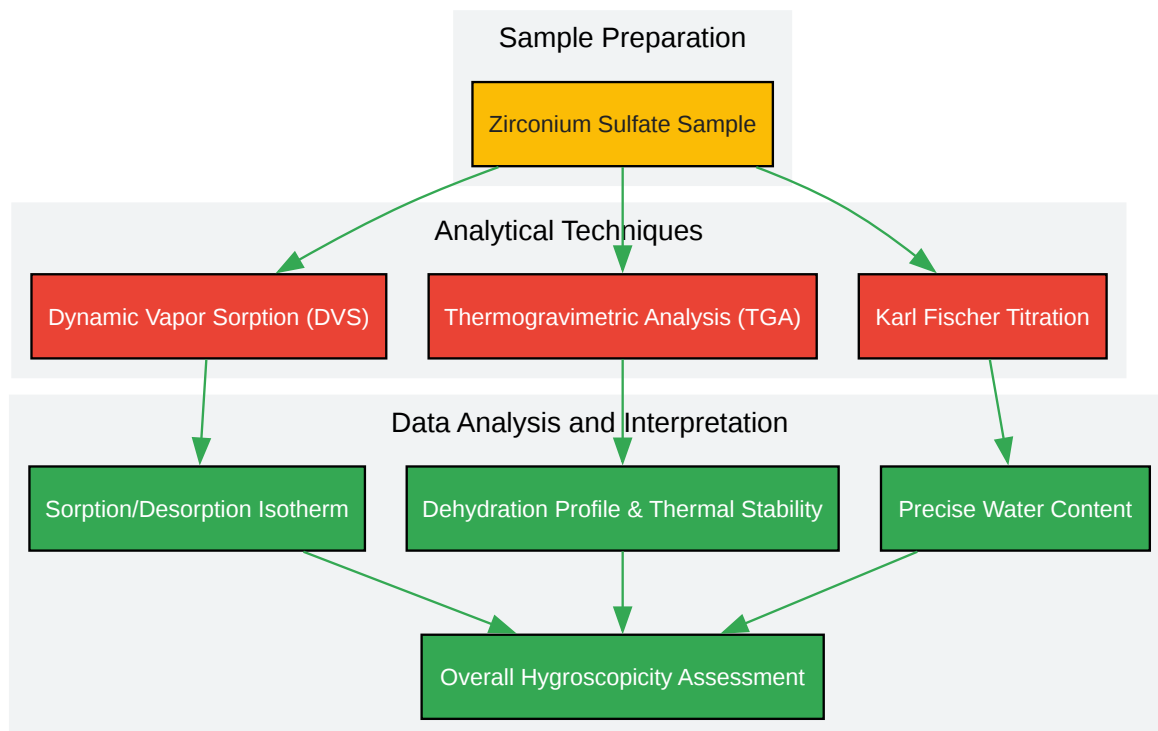 Sample Preparation
Zirconium Sulfate Sample
Analytical Techniques
Dynamic Vapor Sorption (DVS)
Thermogravimetric Analysis (TGA)
Karl Fischer Titration
Data Analysis and Interpretation
Sorption/Desorption Isotherm
Dehydration Profile & Thermal Stability
Precise Water Content
Overall Hygroscopicity Assessment